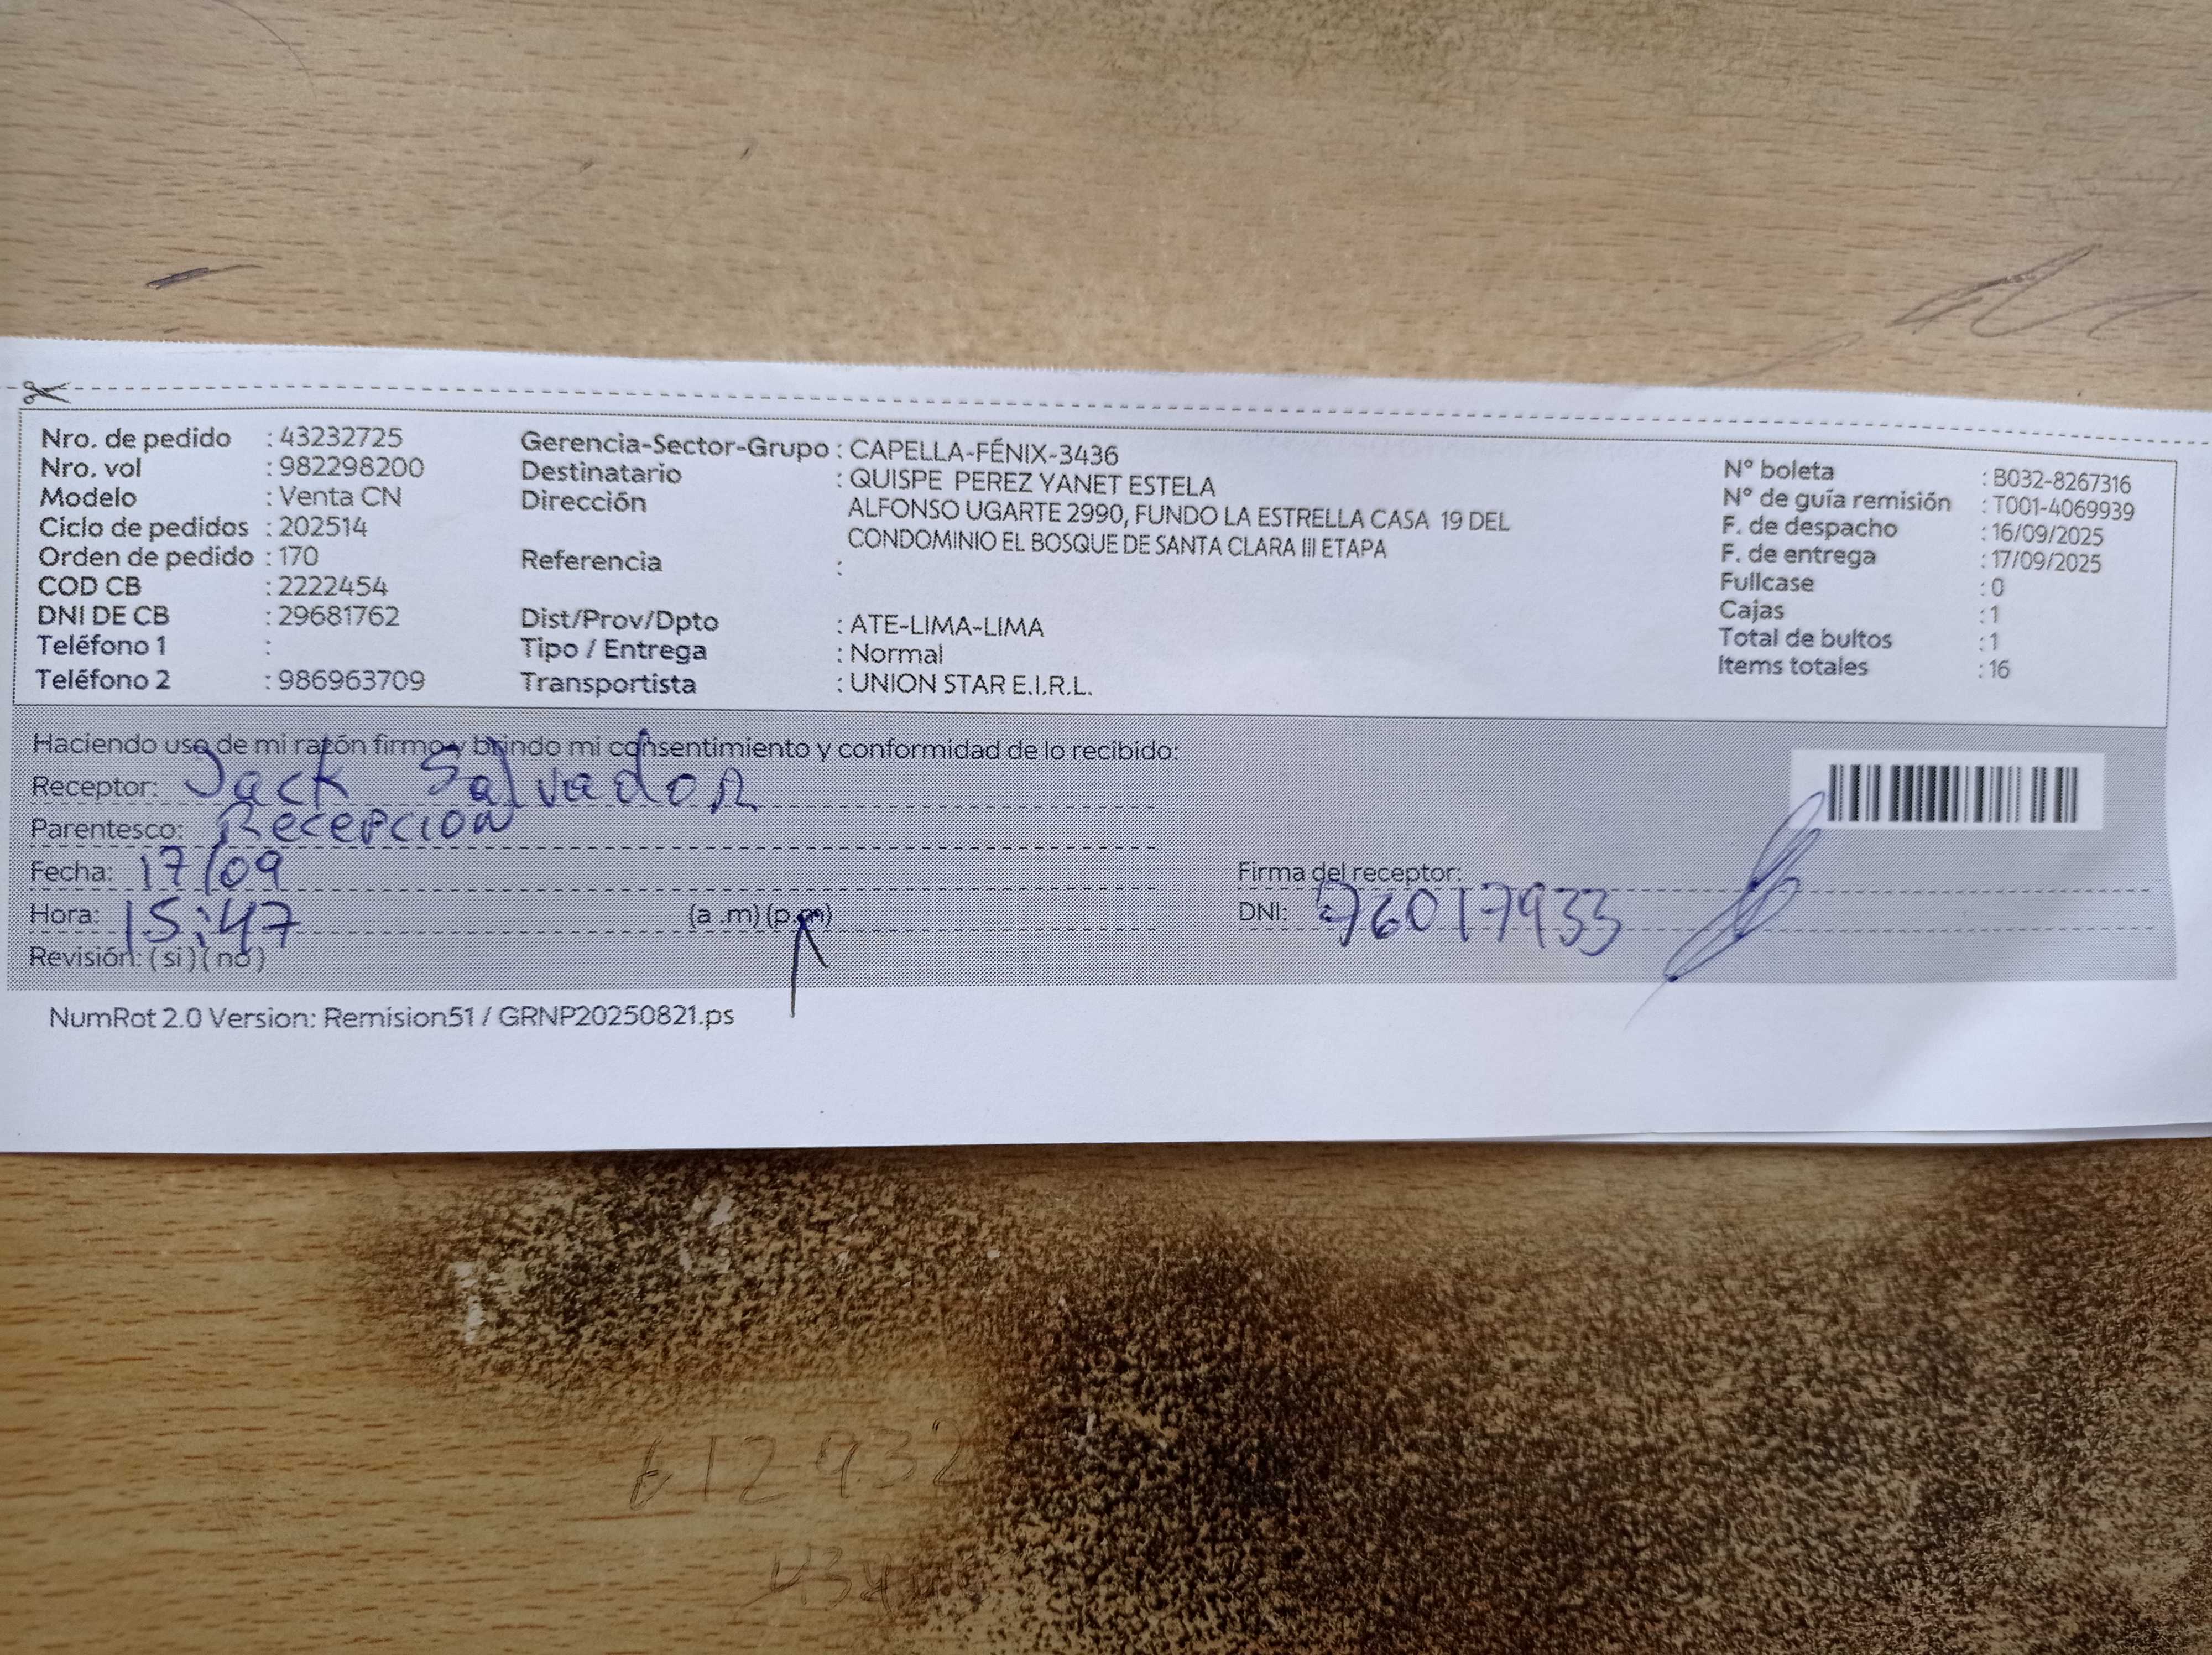 Nro. de pedido : 43232725
Nro. vol : 982298200
Modelo : Venta CN
Ciclo de pedidos : 202514
Orden de pedido : 170
COD CB : 2222454
DNI DE CB : 29681762
Teléfono 1 :
Teléfono 2 : 986963709
Gerencia-Sector-Grupo : CAPELLA-FÉNIX-3436
Destinatario : QUISPE PEREZ YANET ESTELA
Dirección ALFONSO UGARTE 2990, FUNDO LA ESTRELLA CASA 19 DEL
CONDOMINIO EL BOSQUE DE SANTA CLARA III ETAPA
Referencia :
Dist/Prov/Dpto : ATE-LIMA-LIMA
Tipo / Entrega : Normal
Transportista : UNION STAR E.I.R.L.
N° boleta : B032-8267316
N° de guía remisión : T001-4069939
F. de despacho : 16/09/2025
F. de entrega : 17/09/2025
Fullcase : 0
Cajas : 1
Total de bultos : 1
Items totales : 16
Haciendo uso de mi razón firmo y brindo mi consentimiento y conformidad de lo recibido:
Receptor: Jack Salvador
Parentesco: Recepcion
Fecha: 17/09
Hora: 15:47 (a .m) (p.m)
Revisión: ( si ) ( no )
Firma del receptor:
DNI: 76017933
NumRot 2.0 Version: Remision51 / GRNP20250821.ps
612932